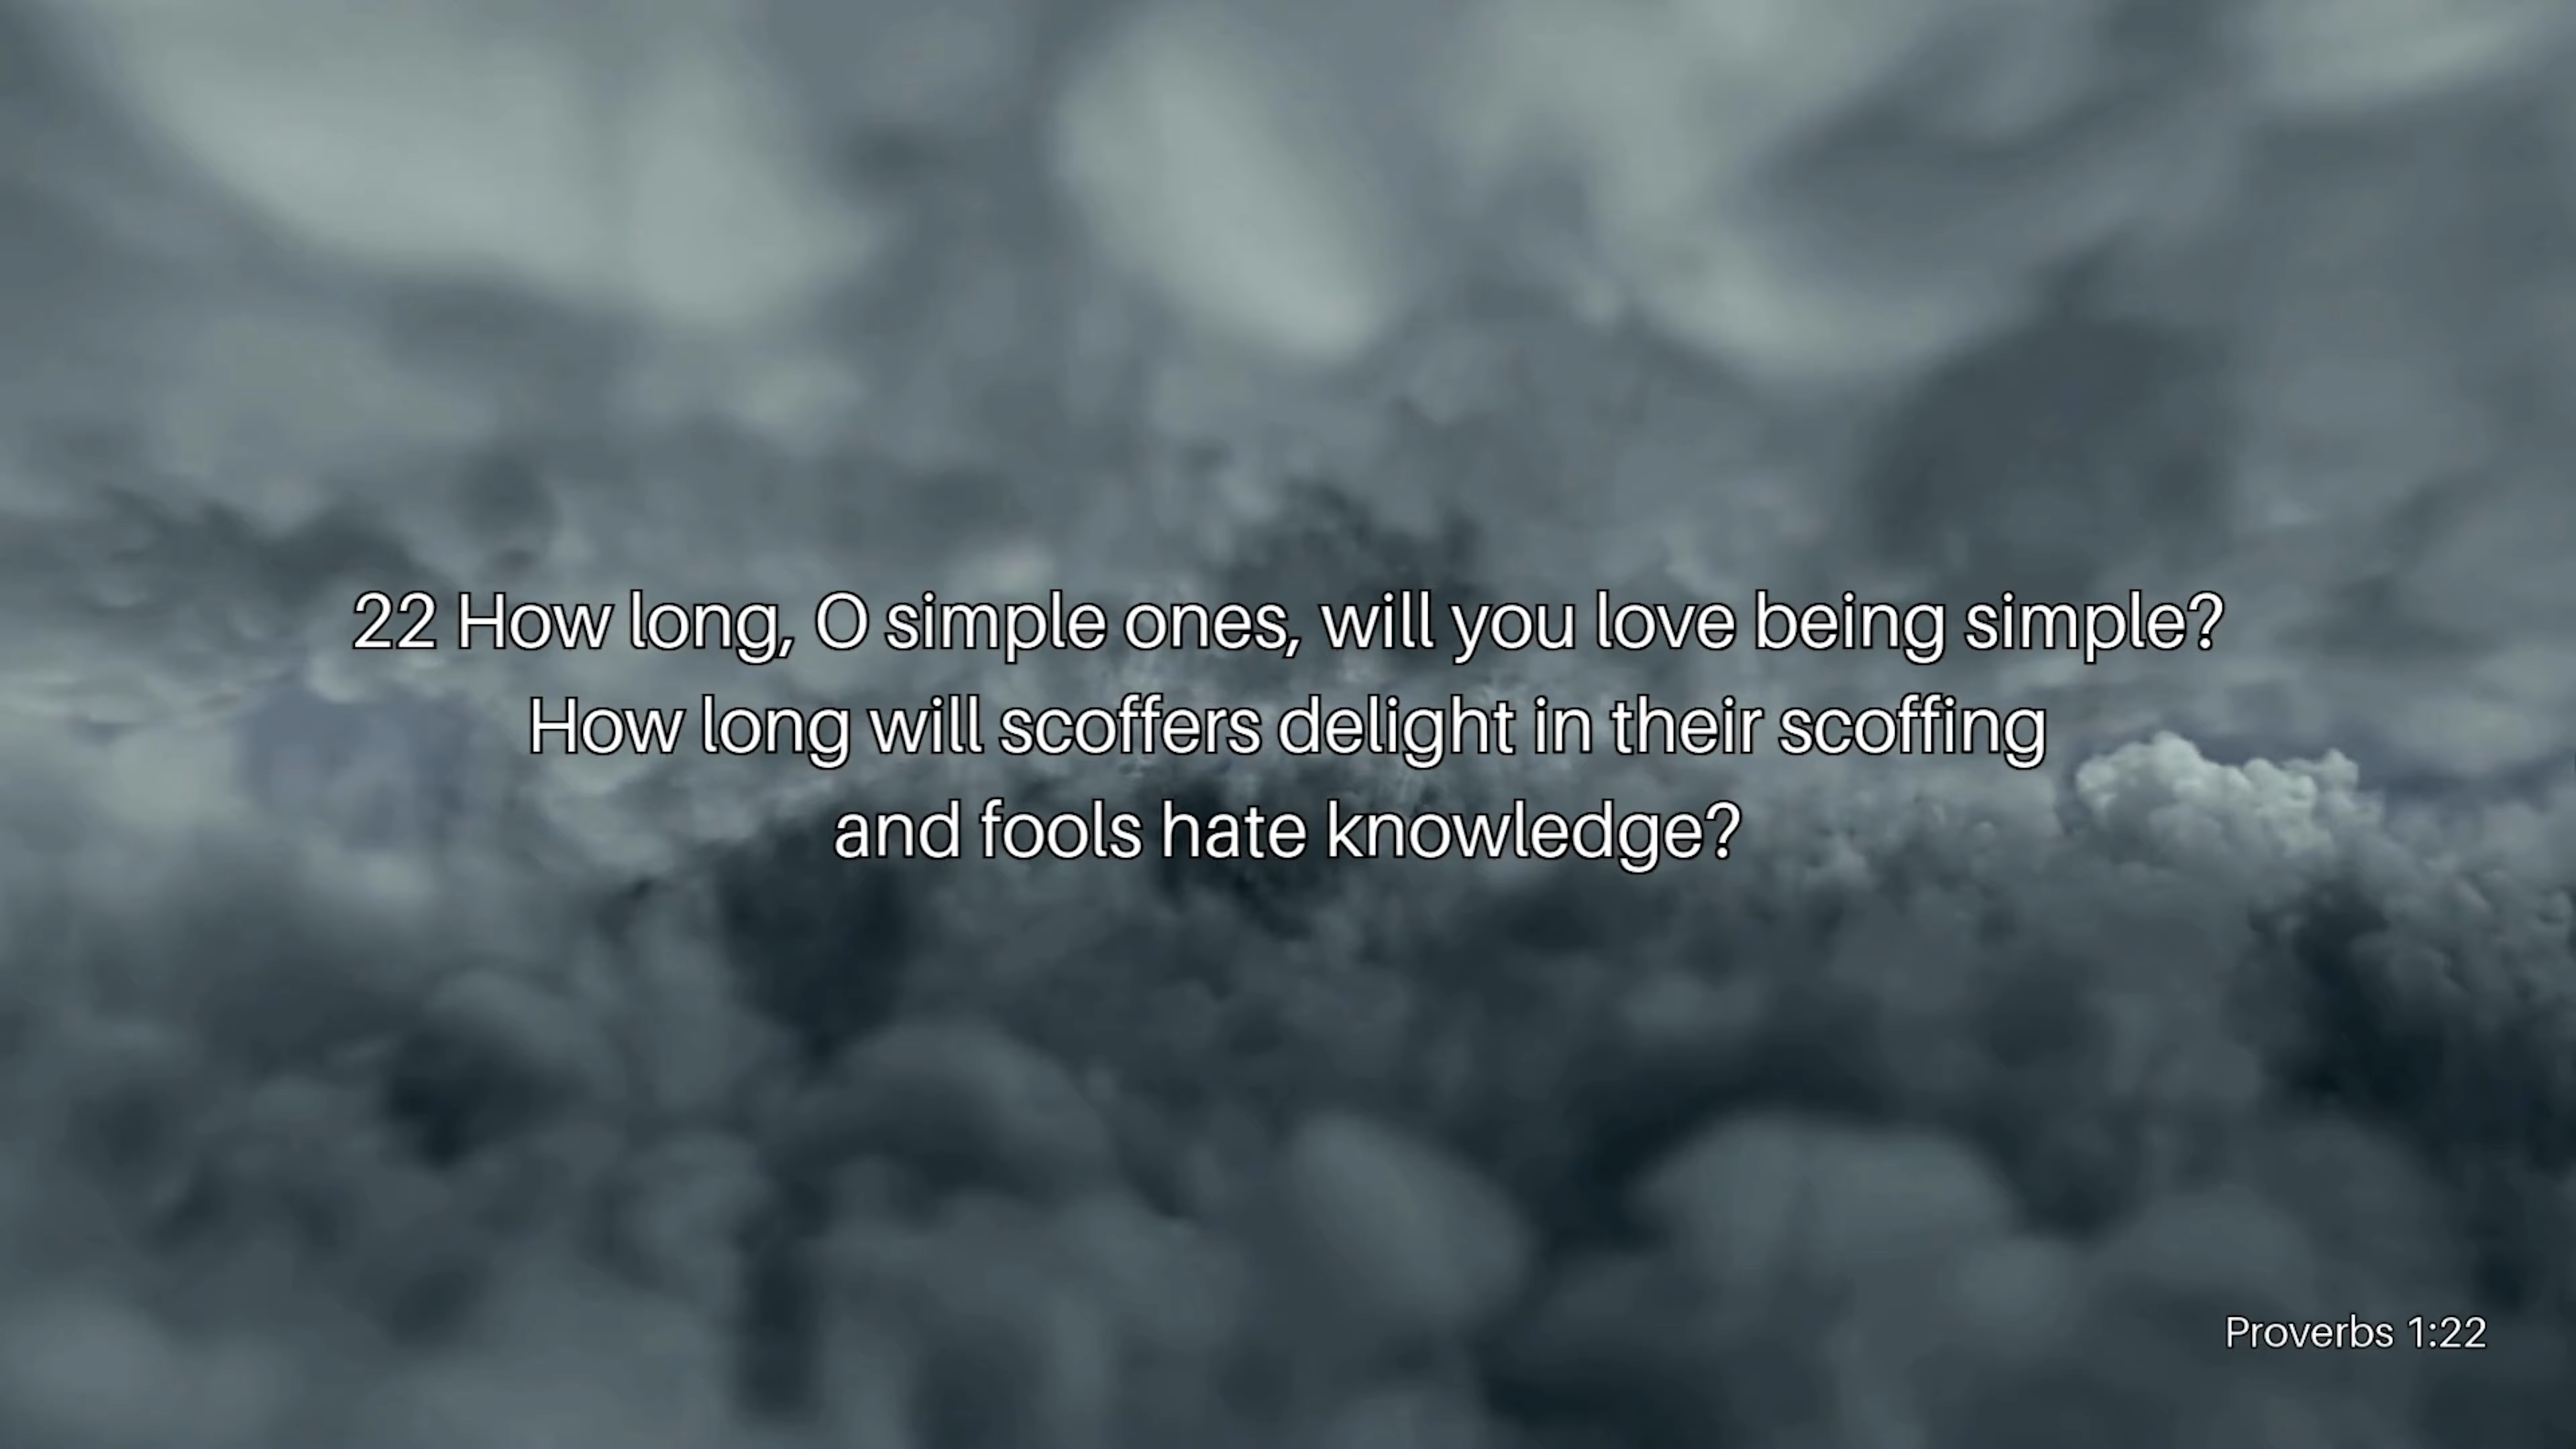 22 How long, O simple ones, will you love being simple?
How long will scoffers delight in their scoffing
and fools hate knowledge?
Proverbs 1:22